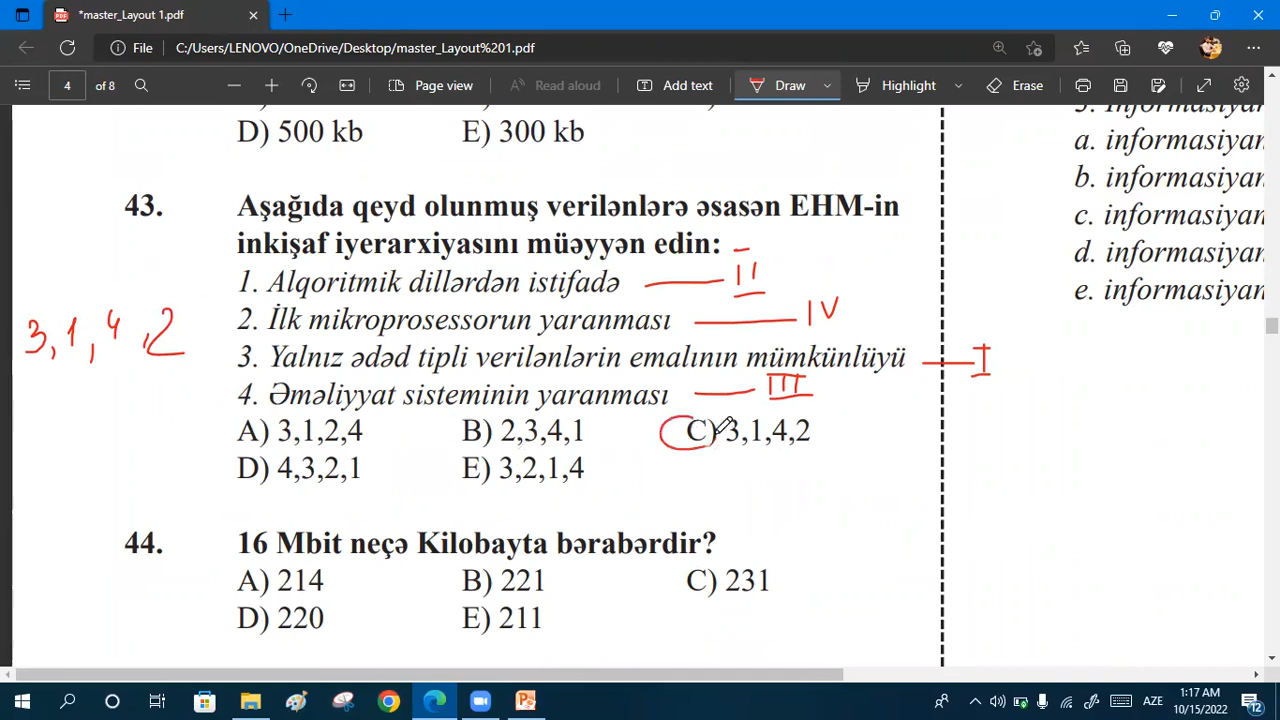 *master_Layout 1.pdf
File C:/Users/LENOVO/OneDrive/Desktop/master_Layout%201.pdf
4 of 8 Page view Read aloud Add text Draw Highlight Erase
D) 500 kb E) 300 kb
43. Aşağıda qeyd olunmuş verilənlərə əsasən EHM-in
inkişaf iyerarxiyasını müəyyən edin:
1. Alqoritmik dillərdən istifadə II
2. İlk mikroprosessorun yaranması IV
3. Yalnız ədəd tipli verilənlərin emalının mümkünlüyü I
4. Əməliyyat sisteminin yaranması III
3, 1, 4, 2
A) 3,1,2,4 B) 2,3,4,1 C) 3,1,4,2
D) 4,3,2,1 E) 3,2,1,4
44. 16 Mbit neçə Kilobayta bərabərdir?
A) 214 B) 221 C) 231
D) 220 E) 211
a. informasiyan
b. informasiyan
c. informasiyan
d. informasiyan
e. informasiyan
AZE 1:17 AM
10/15/2022 12